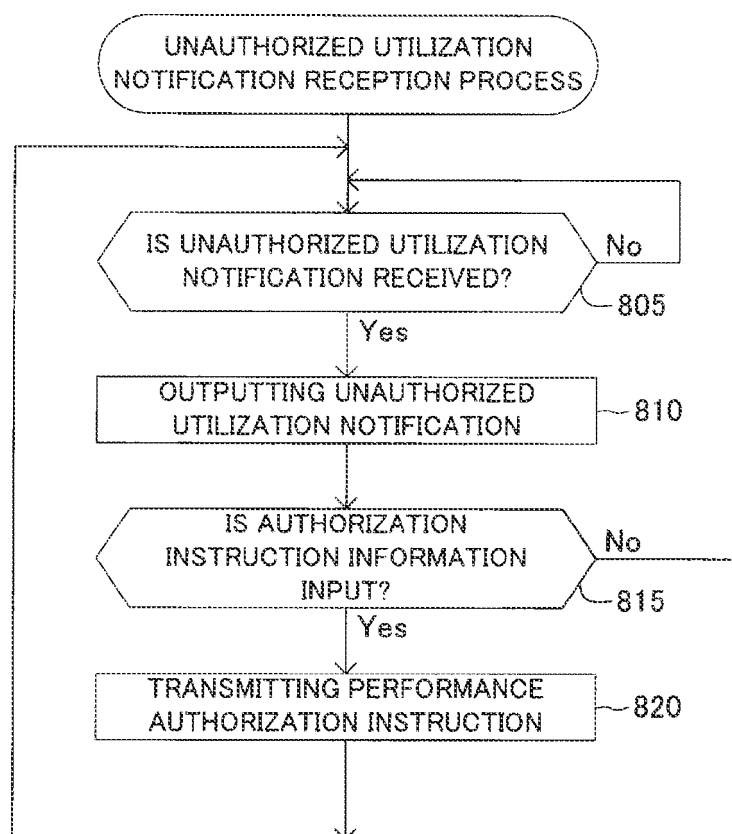 UNAUTHORIZED UTILIZATION
NOTIFICATION RECEPTION PROCESS
IS UNAUTHORIZED UTILIZATION
NOTIFICATION RECEIVED?
No
805
Yes
OUTPUTTING UNAUTHORIZED
UTILIZATION NOTIFICATION
810
IS AUTHORIZATION
INSTRUCTION INFORMATION
INPUT?
No
815
Yes
TRANSMITTING PERFORMANCE
AUTHORIZATION INSTRUCTION
820